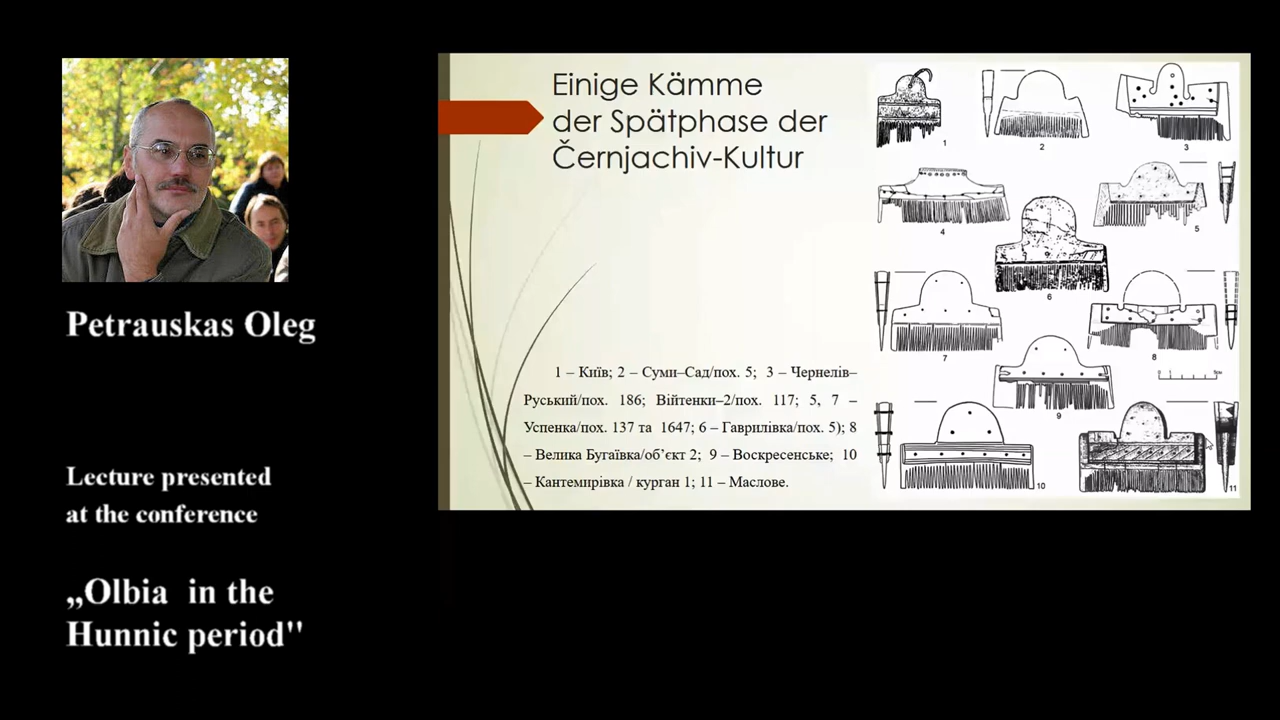 Petrauskas Oleg
Lecture presented
at the conference
„Olbia in the
Hunnic period"
Einige Kämme
der Spätphase der
Černjachiv-Kultur
1 – Київ; 2 – Суми–Сад/пох. 5; 3 – Чернелів–
Руський/пох. 186; Війтенки–2/пох. 117; 5, 7 –
Успенка/пох. 137 та 1647; 6 – Гаврилівка/пох. 5); 8
– Велика Бугаївка/об’єкт 2; 9 – Воскресенське; 10
– Кантемирівка / курган 1; 11 – Маслове.
1
2
3
4
5
6
7
8
9
10
11